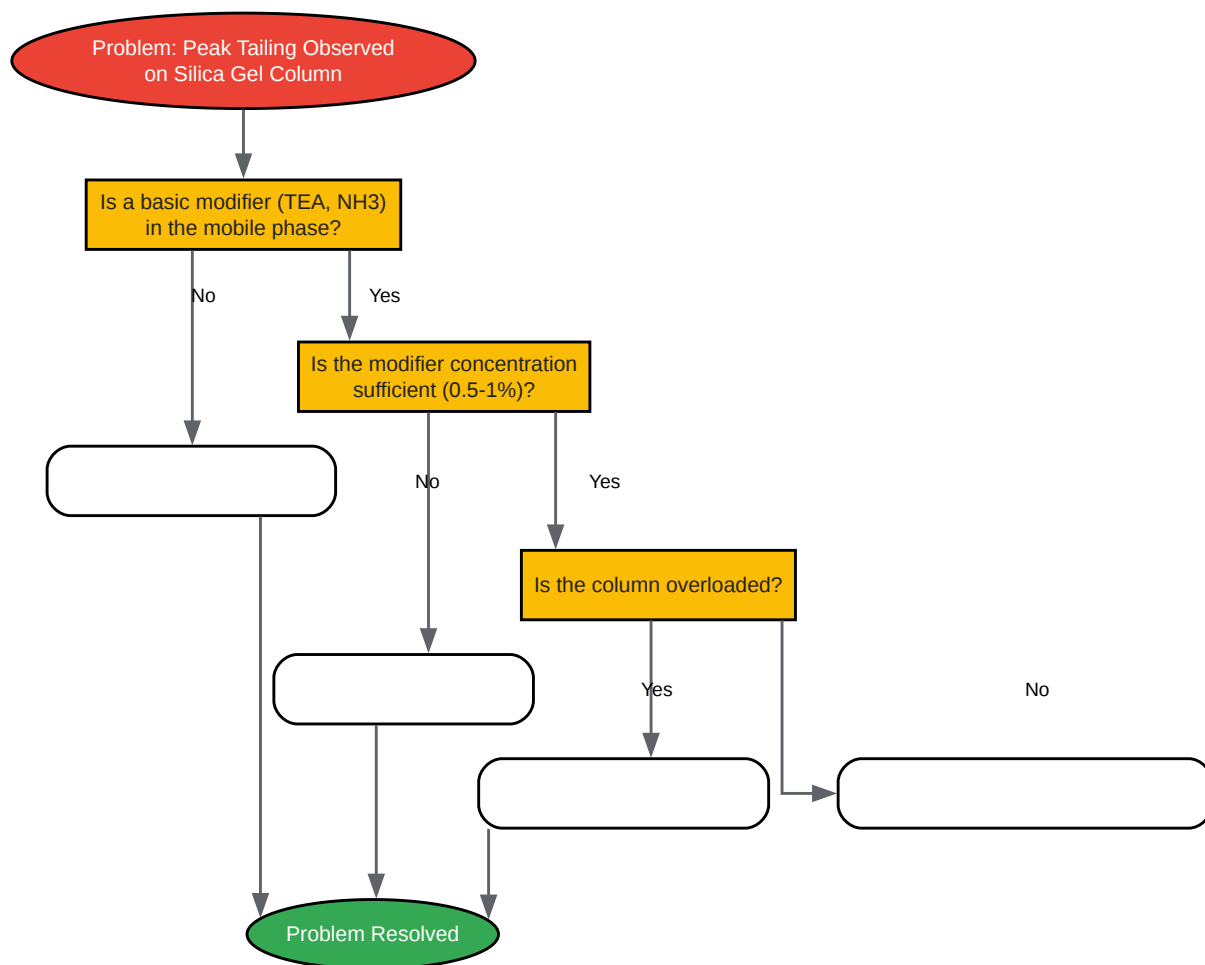 Problem: Peak Tailing Observed
on Silica Gel Column
Is a basic modifier (TEA, NH3)
in the mobile phase?
No
Yes
Is the modifier concentration
sufficient (0.5-1%)?
No
Yes
Is the column overloaded?
Yes
No
Problem Resolved